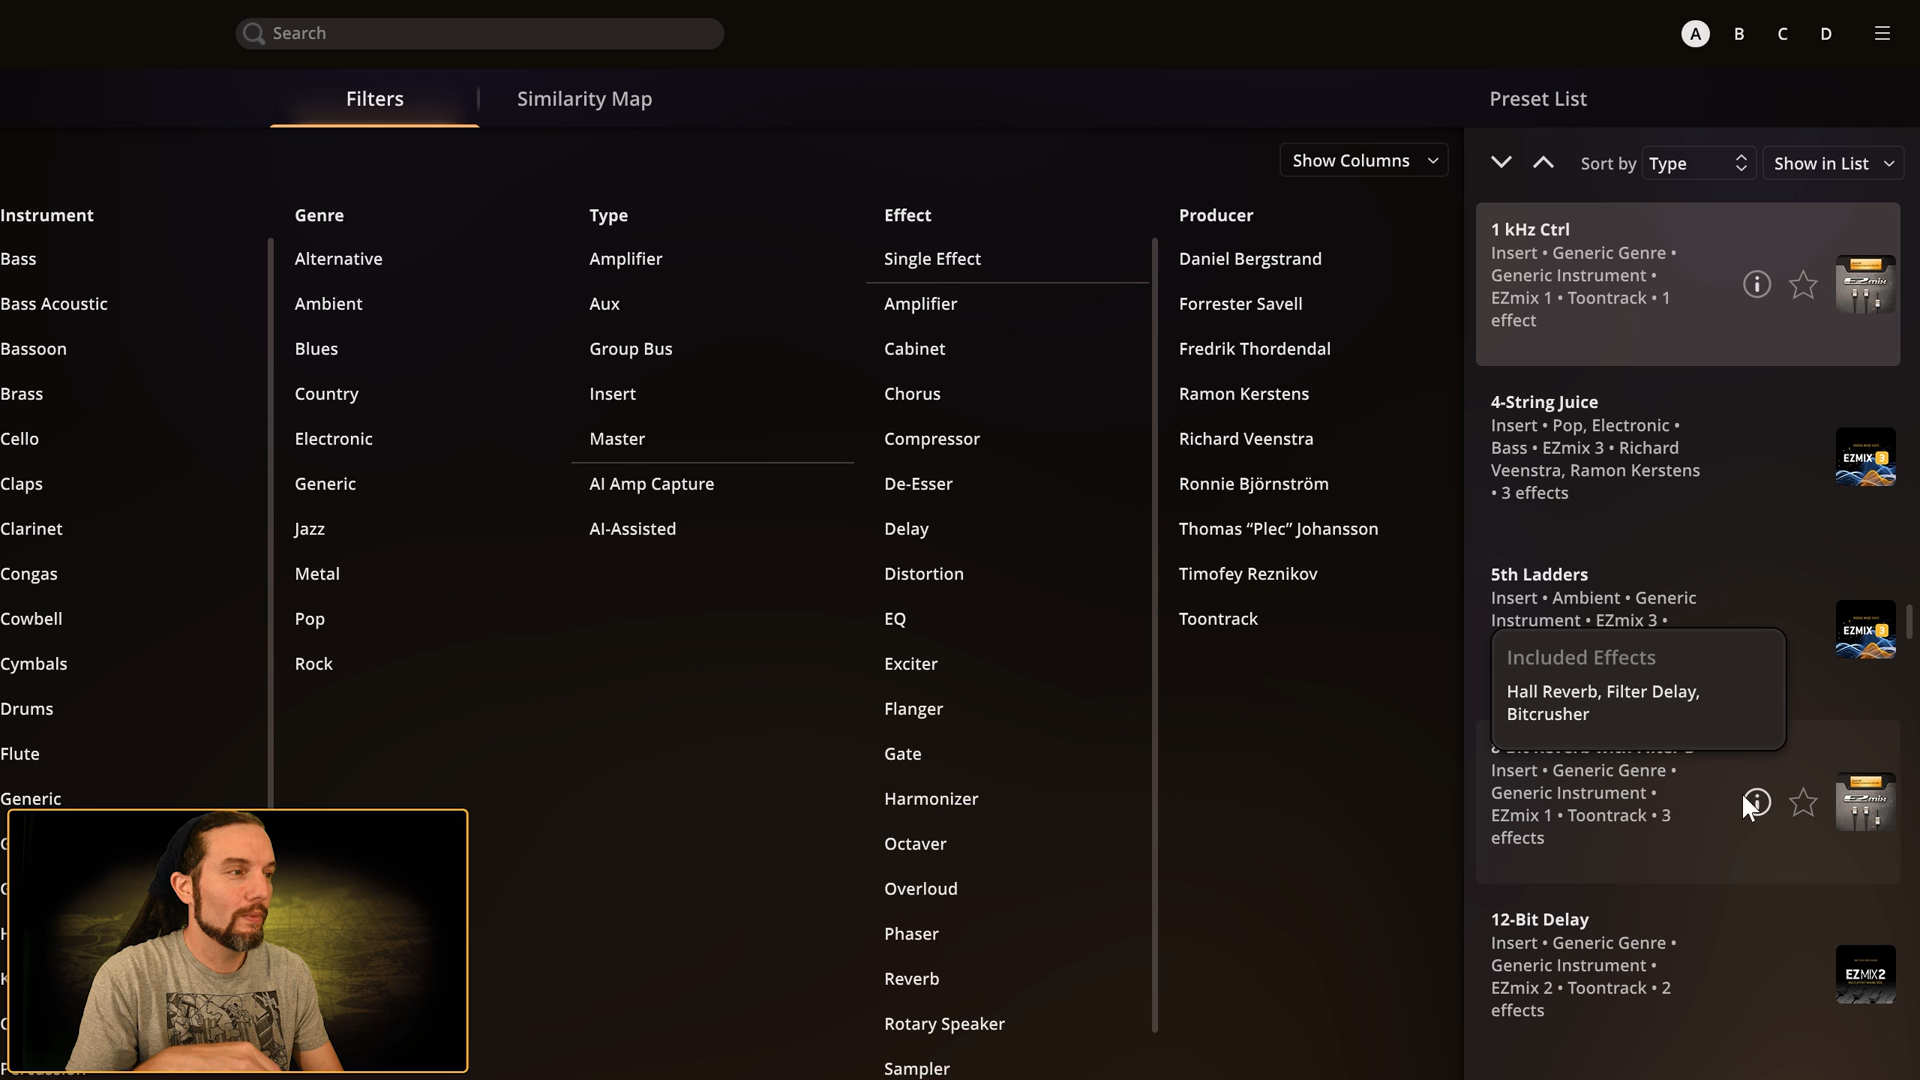 Search
A
B
C
D
Filters
Similarity Map
Preset List
Show Columns
Sort by
Type
Show in List
Instrument
Bass
Bass Acoustic
Bassoon
Brass
Cello
Claps
Clarinet
Congas
Cowbell
Cymbals
Drums
Flute
Generic
Genre
Alternative
Ambient
Blues
Country
Electronic
Generic
Jazz
Metal
Pop
Rock
Type
Amplifier
Aux
Group Bus
Insert
Master
AI Amp Capture
AI-Assisted
Effect
Single Effect
Amplifier
Cabinet
Chorus
Compressor
De-Esser
Delay
Distortion
EQ
Exciter
Flanger
Gate
Harmonizer
Octaver
Overloud
Phaser
Reverb
Rotary Speaker
Sampler
Producer
Daniel Bergstrand
Forrester Savell
Fredrik Thordendal
Ramon Kerstens
Richard Veenstra
Ronnie Björnström
Thomas “Plec” Johansson
Timofey Reznikov
Toontrack
1 kHz Ctrl
Insert • Generic Genre •
Generic Instrument •
EZmix 1 • Toontrack • 1
effect
EZmix
4-String Juice
Insert • Pop, Electronic •
Bass • EZmix 3 • Richard
Veenstra, Ramon Kerstens
• 3 effects
EZMIX 3
5th Ladders
Insert • Ambient • Generic
Instrument • EZmix 3 •
EZMIX 3
Included Effects
Hall Reverb, Filter Delay,
Bitcrusher
Insert • Generic Genre •
Generic Instrument •
EZmix 1 • Toontrack • 3
effects
EZmix
12-Bit Delay
Insert • Generic Genre •
Generic Instrument •
EZmix 2 • Toontrack • 2
effects
EZMIX2